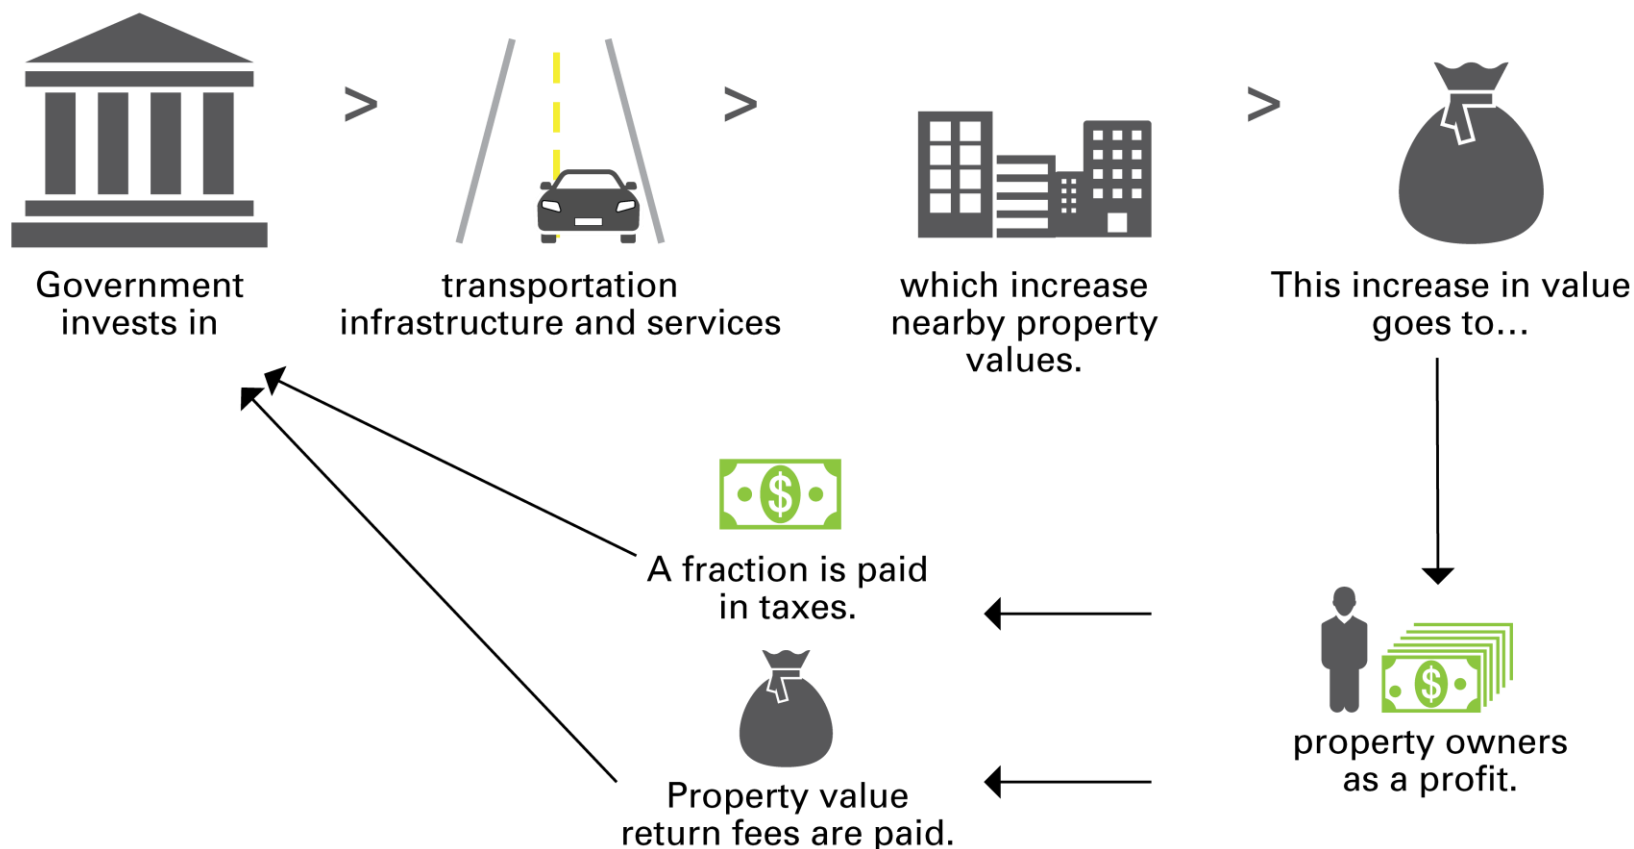 Government
invests in
transportation
infrastructure and services
which increase
nearby property
values.
This increase in value
goes to...
property owners
as a profit.
A fraction is paid
in taxes.
Property value
return fees are paid.